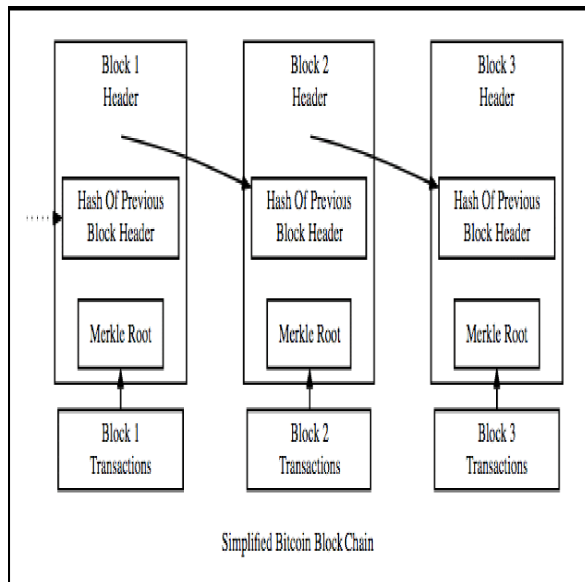 Block 1
Header
Block 2
Header
Block 3
Header
Hash Of Previous
Block Header
Hash Of Previous
Block Header
Hash Of Previous
Block Header
Merkle Root
Merkle Root
Merkle Root
Block 1
Transactions
Block 2
Transactions
Block 3
Transactions
Simplified Bitcoin Block Chain